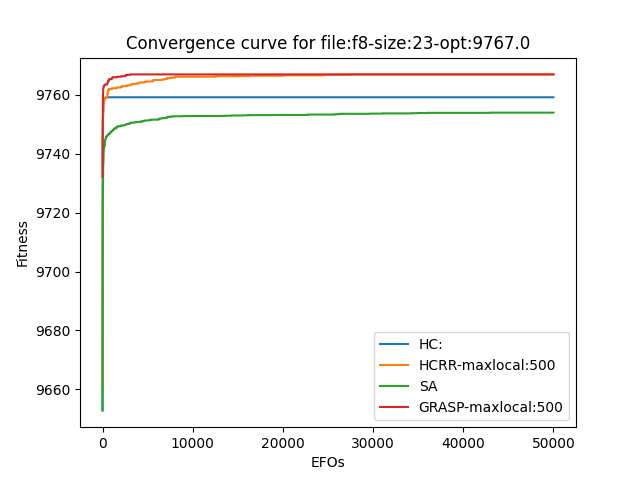 Convergence curve for file:f8-size:23-opt:9767.0
9760
9740
9720
9700
9680
9660
Fitness
0
10000
20000
30000
40000
50000
EFOs
HC:
HCRR-maxlocal:500
SA
GRASP-maxlocal:500